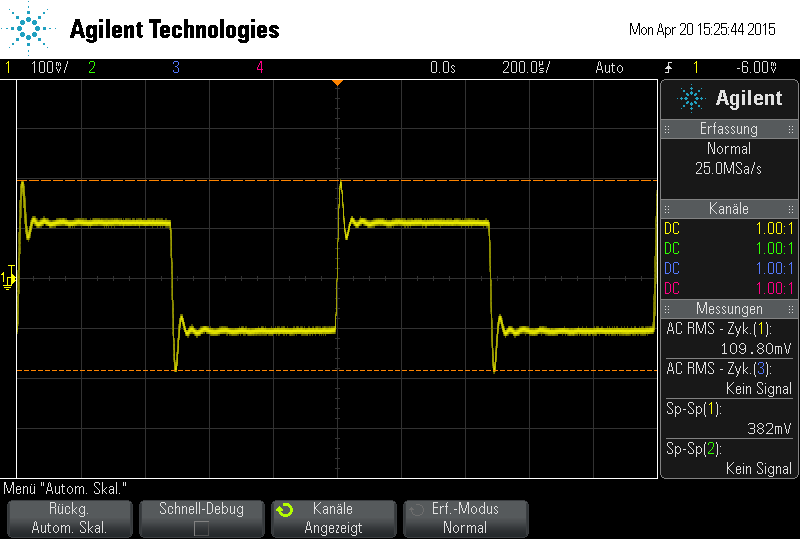 Agilent Technologies
Mon Apr 20 15:25:44 2015
1 100mV/ 2 3 4 0.0s 200.0µs/ Auto 1 -6.00mV
Agilent
Erfassung
Normal
25.0MSa/s
Kanäle
DC 1.00:1
DC 1.00:1
DC 1.00:1
DC 1.00:1
Messungen
AC RMS - Zyk.(1):
109.80mV
AC RMS - Zyk.(3):
Kein Signal
Sp-Sp(1):
382mV
Sp-Sp(2):
Kein Signal
1
T
Menü "Autom. Skal."
Rückg.
Autom. Skal.
Schnell-Debug
Kanäle
Angezeigt
Erf.-Modus
Normal